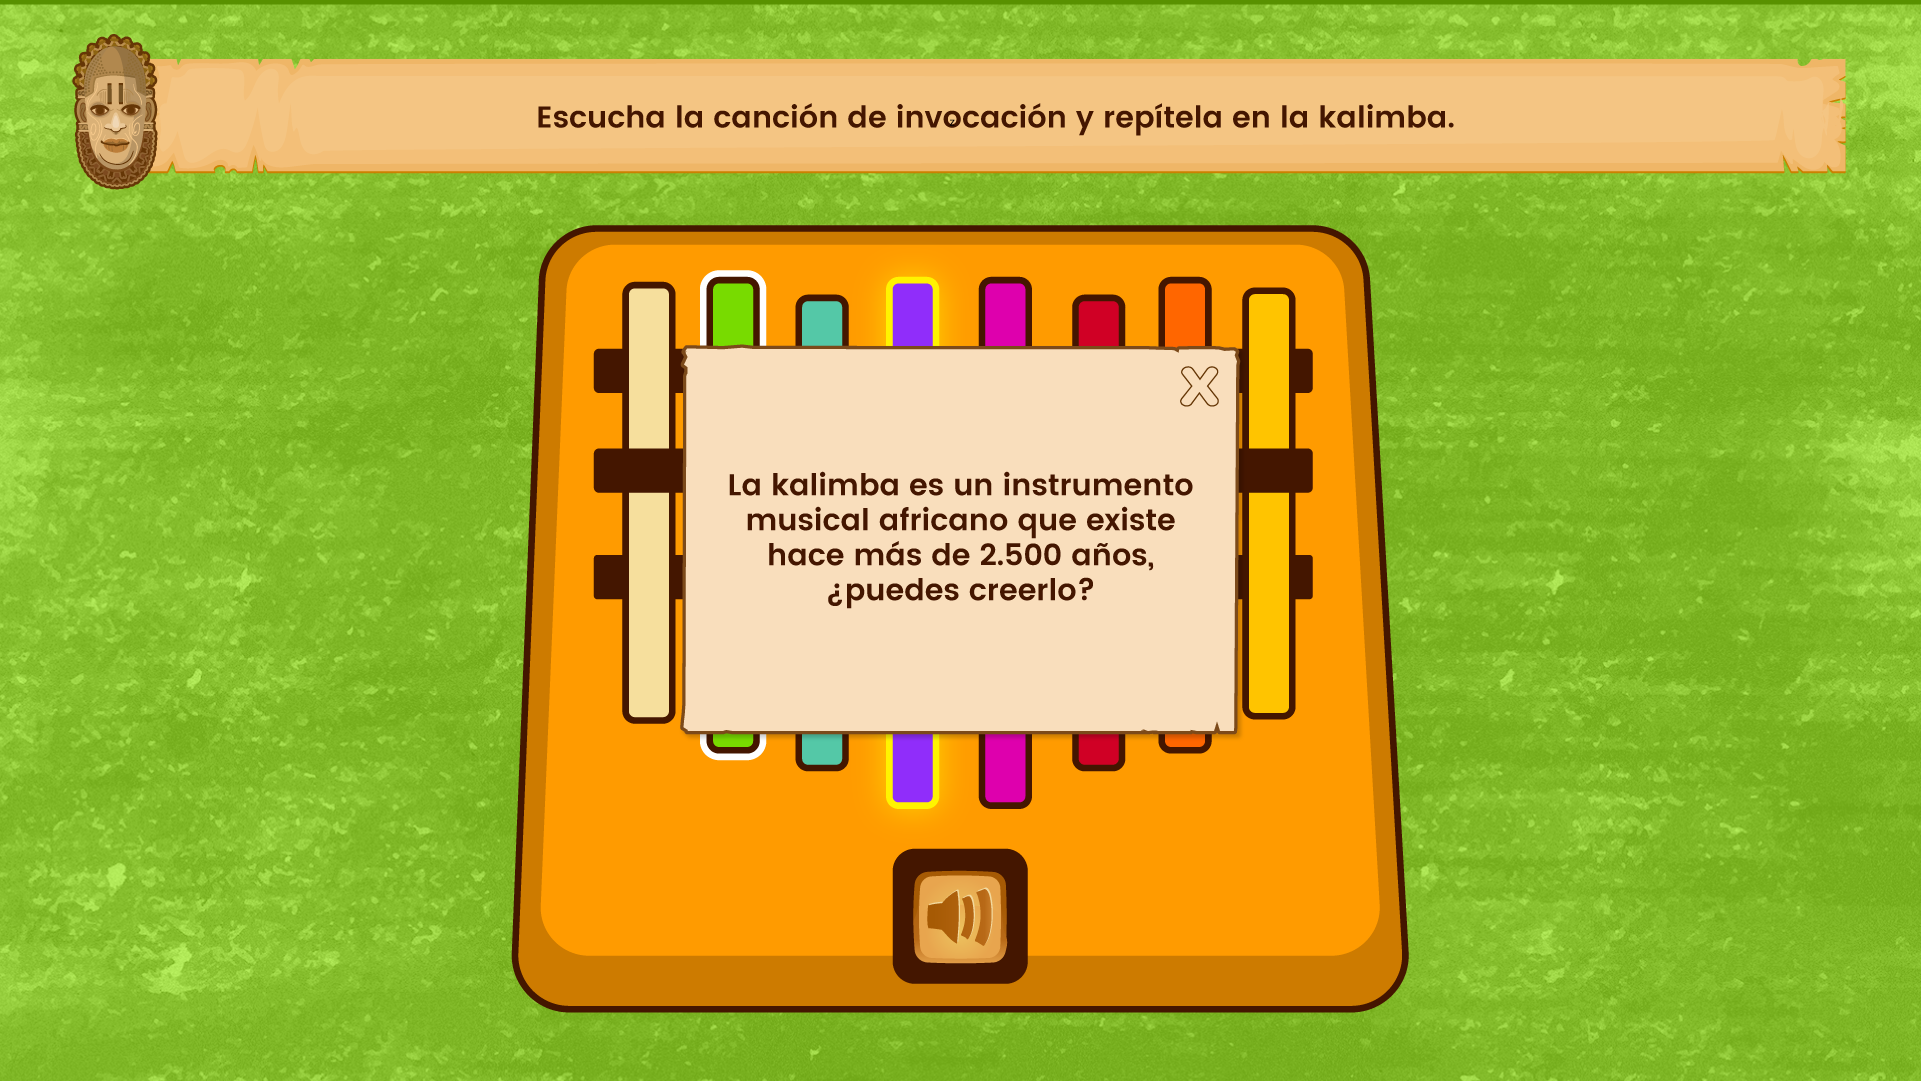 Escucha la canción de invocación y repítela en la kalimba.
La kalimba es un instrumento
musical africano que existe
hace más de 2.500 años,
¿puedes creerlo?